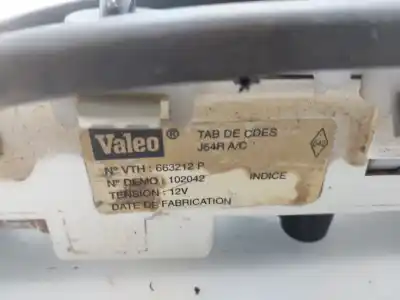 Valeo® TAB DE CDES
J64R A/C
N° VTH : 663212 P
N° DEMO : 102042 INDICE
TENSION : 12V
DATE DE FABRICATION